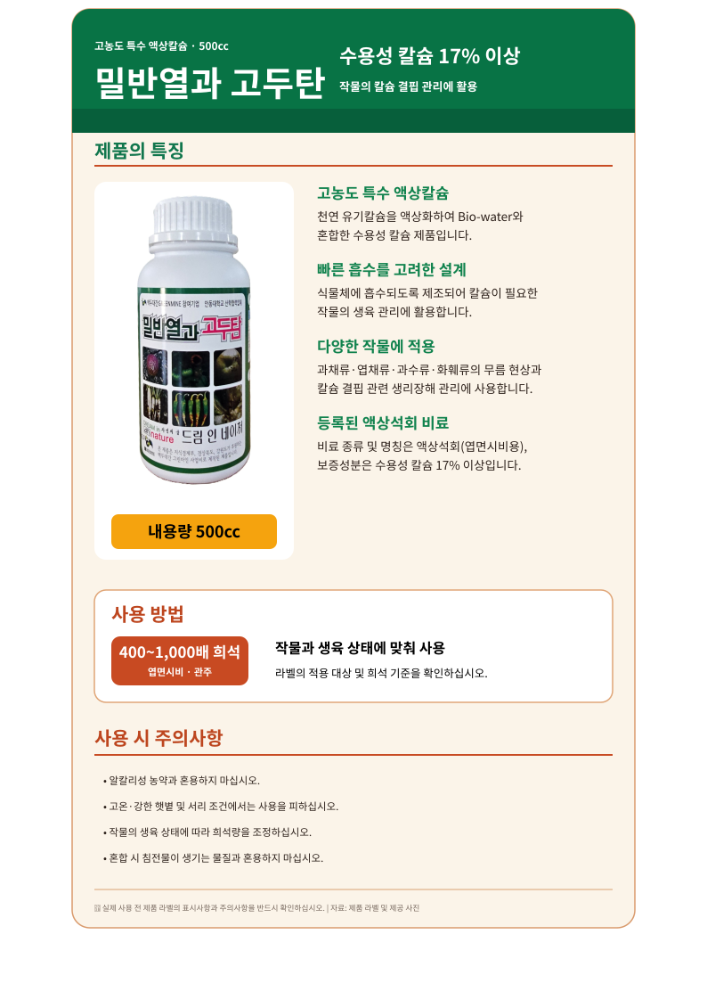 고농도 특수 액상칼슘 · 500cc
밀반열과 고두탄
수용성 칼슘 17% 이상
작물의 칼슘 결핍 관리에 활용
제품의 특징
밀반열과 고두탄
nature 드림 인 네이처
내용량 500cc
고농도 특수 액상칼슘
천연 유기칼슘을 액상화하여 Bio-water와
혼합한 수용성 칼슘 제품입니다.
빠른 흡수를 고려한 설계
식물체에 흡수되도록 제조되어 칼슘이 필요한
작물의 생육 관리에 활용합니다.
다양한 작물에 적용
과채류·엽채류·과수류·화훼류의 무름 현상과
칼슘 결핍 관련 생리장해 관리에 사용합니다.
등록된 액상석회 비료
비료 종류 및 명칭은 액상석회(엽면시비용),
보증성분은 수용성 칼슘 17% 이상입니다.
사용 방법
400~1,000배 희석
엽면시비 · 관주
작물과 생육 상태에 맞춰 사용
라벨의 적용 대상 및 희석 기준을 확인하십시오.
사용 시 주의사항
• 알칼리성 농약과 혼용하지 마십시오.
• 고온·강한 햇볕 및 서리 조건에서는 사용을 피하십시오.
• 작물의 생육 상태에 따라 희석량을 조정하십시오.
• 혼합 시 침전물이 생기는 물질과 혼용하지 마십시오.
실제 사용 전 제품 라벨의 표시사항과 주의사항을 반드시 확인하십시오. | 자료: 제품 라벨 및 제공 사진